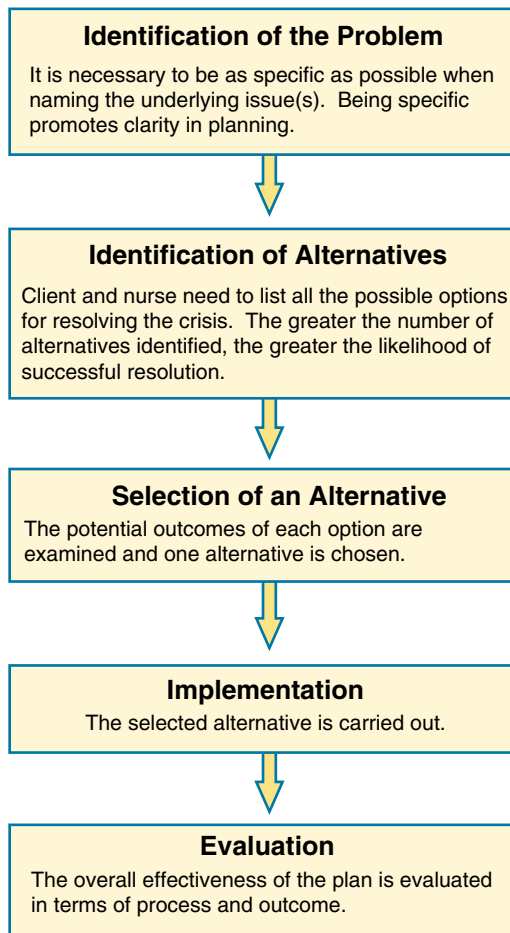 Identification of the Problem
It is necessary to be as specific as possible when
naming the underlying issue(s).  Being specific
promotes clarity in planning.
Identification of Alternatives
Client and nurse need to list all the possible options
for resolving the crisis.  The greater the number of
alternatives identified, the greater the likelihood of
successful resolution.
Selection of an Alternative
The potential outcomes of each option are
examined and one alternative is chosen.
Implementation
The selected alternative is carried out.
Evaluation
The overall effectiveness of the plan is evaluated
in terms of process and outcome.